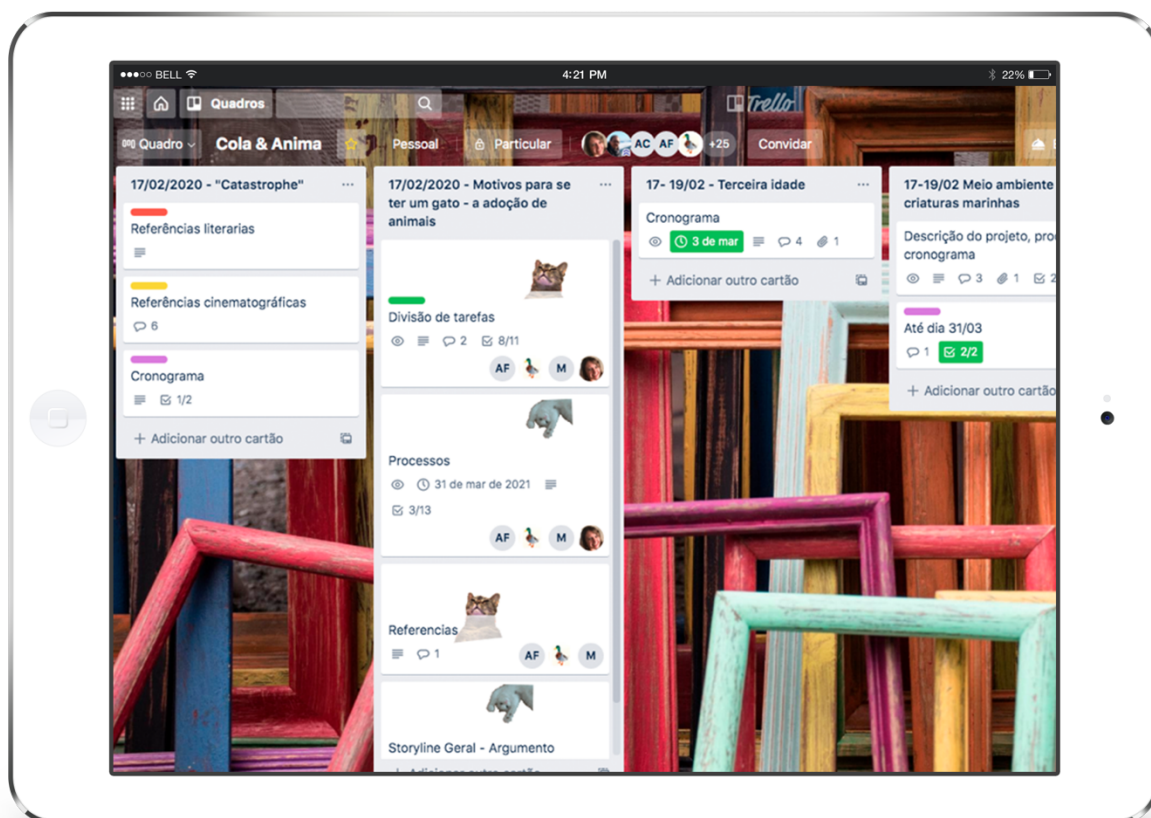 BELL
4:21 PM
22%
Quadros
Trello
Quadro
Cola & Anima
Pessoal
Particular
AC
AF
+25
Convidar
17/02/2020 - "Catastrophe"
Referências literarias
Referências cinematográficas
6
Cronograma
1/2
+ Adicionar outro cartão
17/02/2020 - Motivos para se
ter um gato - a adoção de
animais
Divisão de tarefas
2
8/11
AF
M
Processos
31 de mar de 2021
3/13
AF
M
Referencias
1
AF
M
Storyline Geral - Argumento
+ Adicionar outro cartão
17- 19/02 - Terceira idade
Cronograma
3 de mar
4
1
+ Adicionar outro cartão
17-19/02 Meio ambiente
criaturas marinhas
Descrição do projeto,
cronograma
3
1
2
Até dia 31/03
1
2/2
+ Adicionar outro cartão